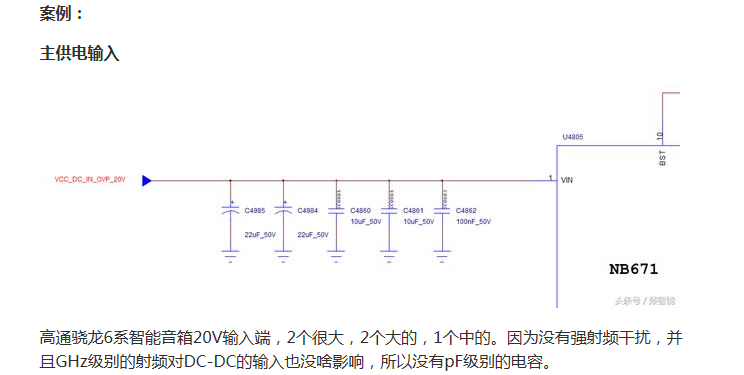 案例：
主供电输入
U4805
10
BST
VCC_DC_IN_OVP_20V
1
VIN
+
+
C4985
C4984
C4860
C4861
C4862
22uF_50V
22uF_50V
10uF_50V
10uF_50V
100nF_50V
NB671
高通骁龙6系智能音箱20V输入端，2个很大，2个大的，1个中的。因为没有强射频干扰，并
且GHz级别的射频对DC-DC的输入也没啥影响，所以没有pF级别的电容。